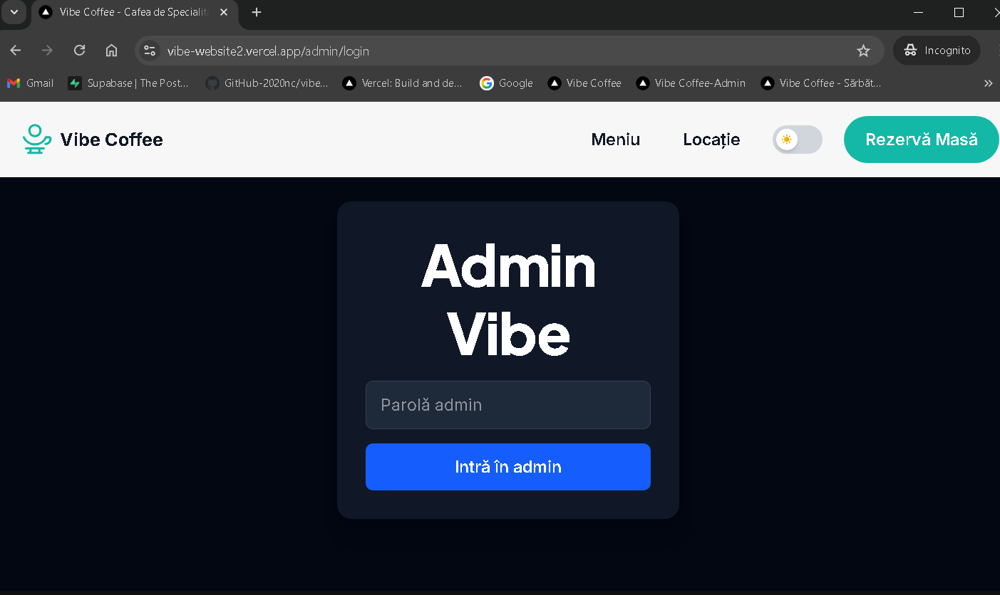 Vibe Coffee - Cafea de Specialit
vibe-website2.vercel.app/admin/login
Incognito
Gmail
Supabase | The Post...
GitHub-2020nc/vibe...
Vercel: Build and de...
Google
Vibe Coffee
Vibe Coffee-Admin
Vibe Coffee - Sărbăt...
Vibe Coffee
Meniu
Locație
Rezervă Masă
Admin
Vibe
Parolă admin
Intră în admin